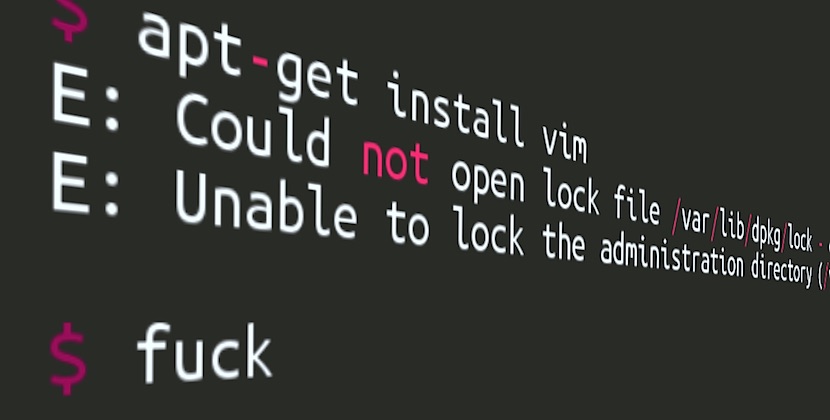 $ apt-get install vim
E: Could not open lock file /var/lib/dpkg/lock -
E: Unable to lock the administration directory (/
$ fuck